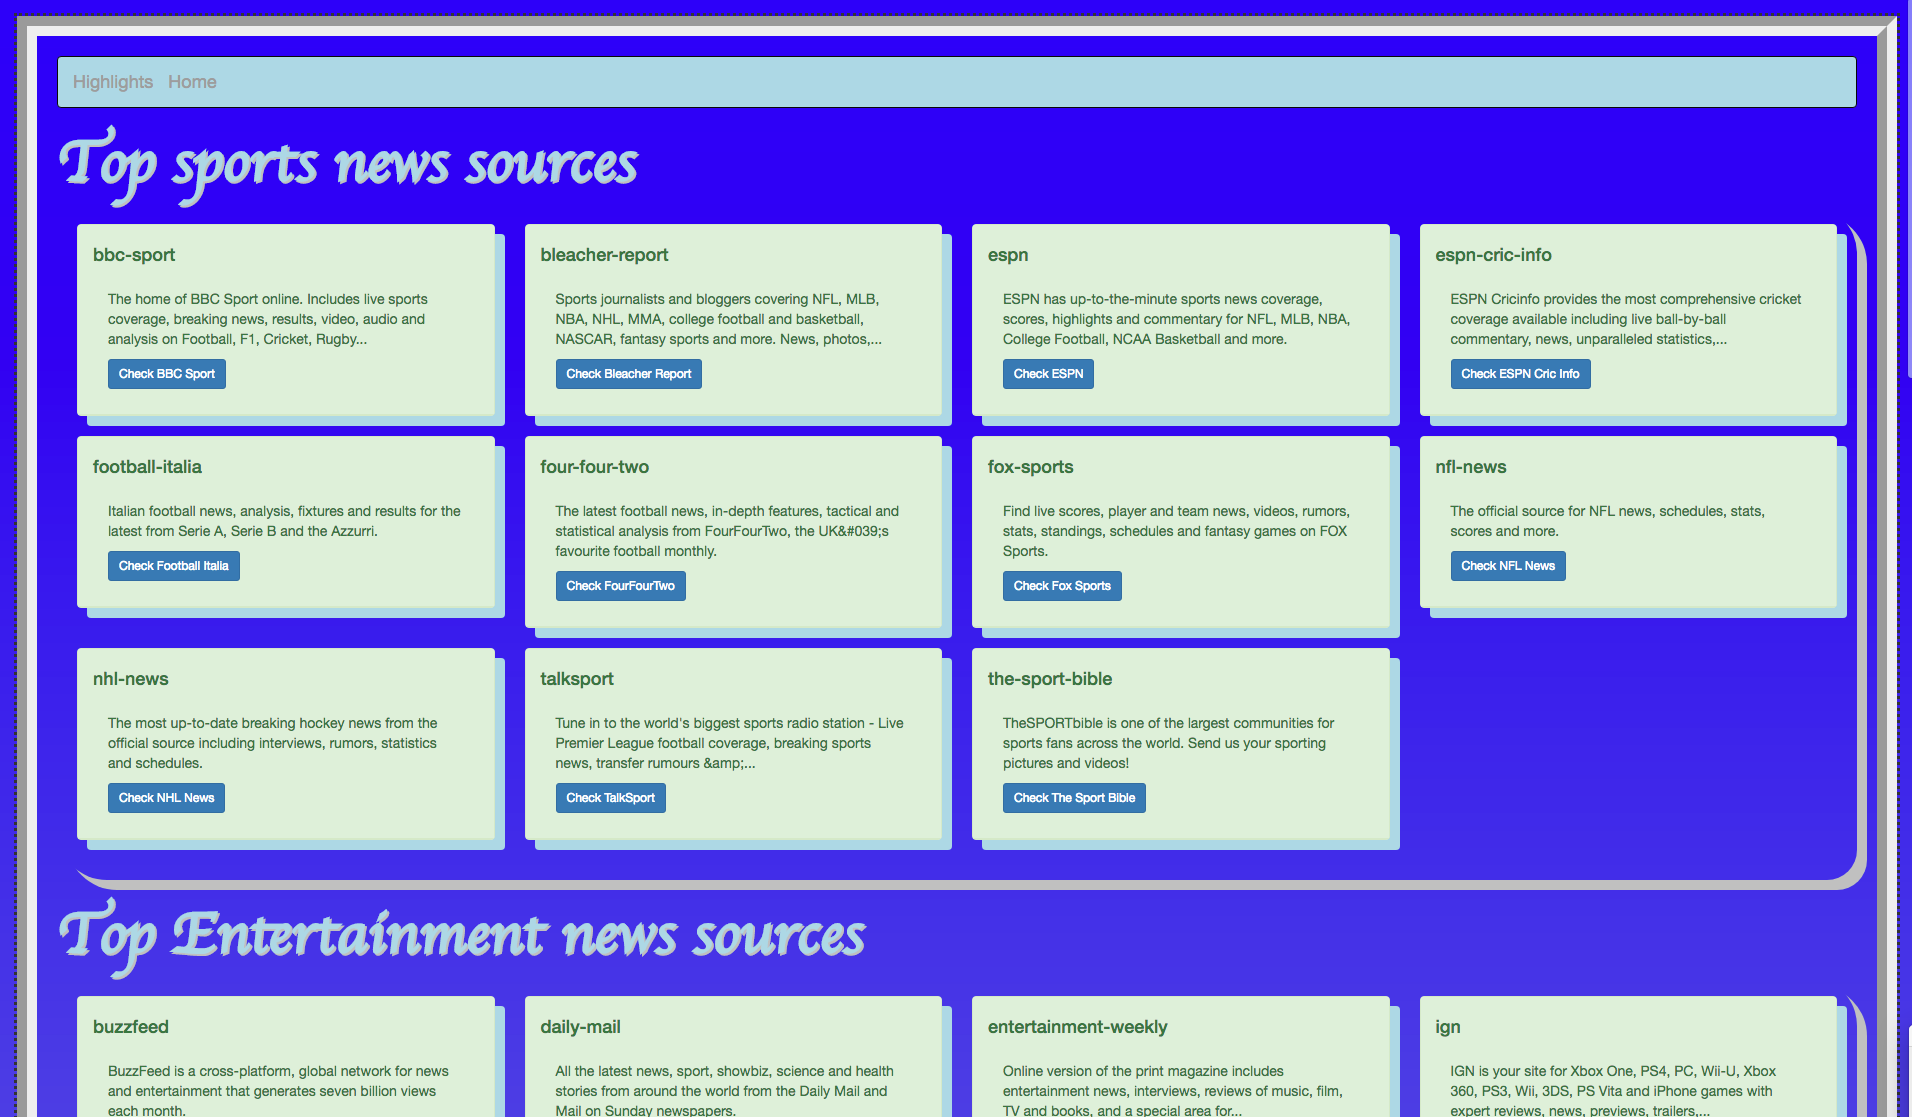 Highlights Home
Top sports news sources
bbc-sport
The home of BBC Sport online. Includes live sports
coverage, breaking news, results, video, audio and
analysis on Football, F1, Cricket, Rugby...
Check BBC Sport
bleacher-report
Sports journalists and bloggers covering NFL, MLB,
NBA, NHL, MMA, college football and basketball,
NASCAR, fantasy sports and more. News, photos,...
Check Bleacher Report
espn
ESPN has up-to-the-minute sports news coverage,
scores, highlights and commentary for NFL, MLB, NBA,
College Football, NCAA Basketball and more.
Check ESPN
espn-cric-info
ESPN Cricinfo provides the most comprehensive cricket
coverage available including live ball-by-ball
commentary, news, unparalleled statistics,...
Check ESPN Cric Info
football-italia
Italian football news, analysis, fixtures and results for the
latest from Serie A, Serie B and the Azzurri.
Check Football Italia
four-four-two
The latest football news, in-depth features, tactical and
statistical analysis from FourFourTwo, the UK&#039;s
favourite football monthly.
Check FourFourTwo
fox-sports
Find live scores, player and team news, videos, rumors,
stats, standings, schedules and fantasy games on FOX
Sports.
Check Fox Sports
nfl-news
The official source for NFL news, schedules, stats,
scores and more.
Check NFL News
nhl-news
The most up-to-date breaking hockey news from the
official source including interviews, rumors, statistics
and schedules.
Check NHL News
talksport
Tune in to the world's biggest sports radio station - Live
Premier League football coverage, breaking sports
news, transfer rumours &amp;...
Check TalkSport
the-sport-bible
TheSPORTbible is one of the largest communities for
sports fans across the world. Send us your sporting
pictures and videos!
Check The Sport Bible
Top Entertainment news sources
buzzfeed
BuzzFeed is a cross-platform, global network for news
and entertainment that generates seven billion views
each month.
daily-mail
All the latest news, sport, showbiz, science and health
stories from around the world from the Daily Mail and
Mail on Sunday newspapers.
entertainment-weekly
Online version of the print magazine includes
entertainment news, interviews, reviews of music, film,
TV and books, and a special area for...
ign
IGN is your site for Xbox One, PS4, PC, Wii-U, Xbox
360, PS3, Wii, 3DS, PS Vita and iPhone games with
expert reviews, news, previews, trailers,...